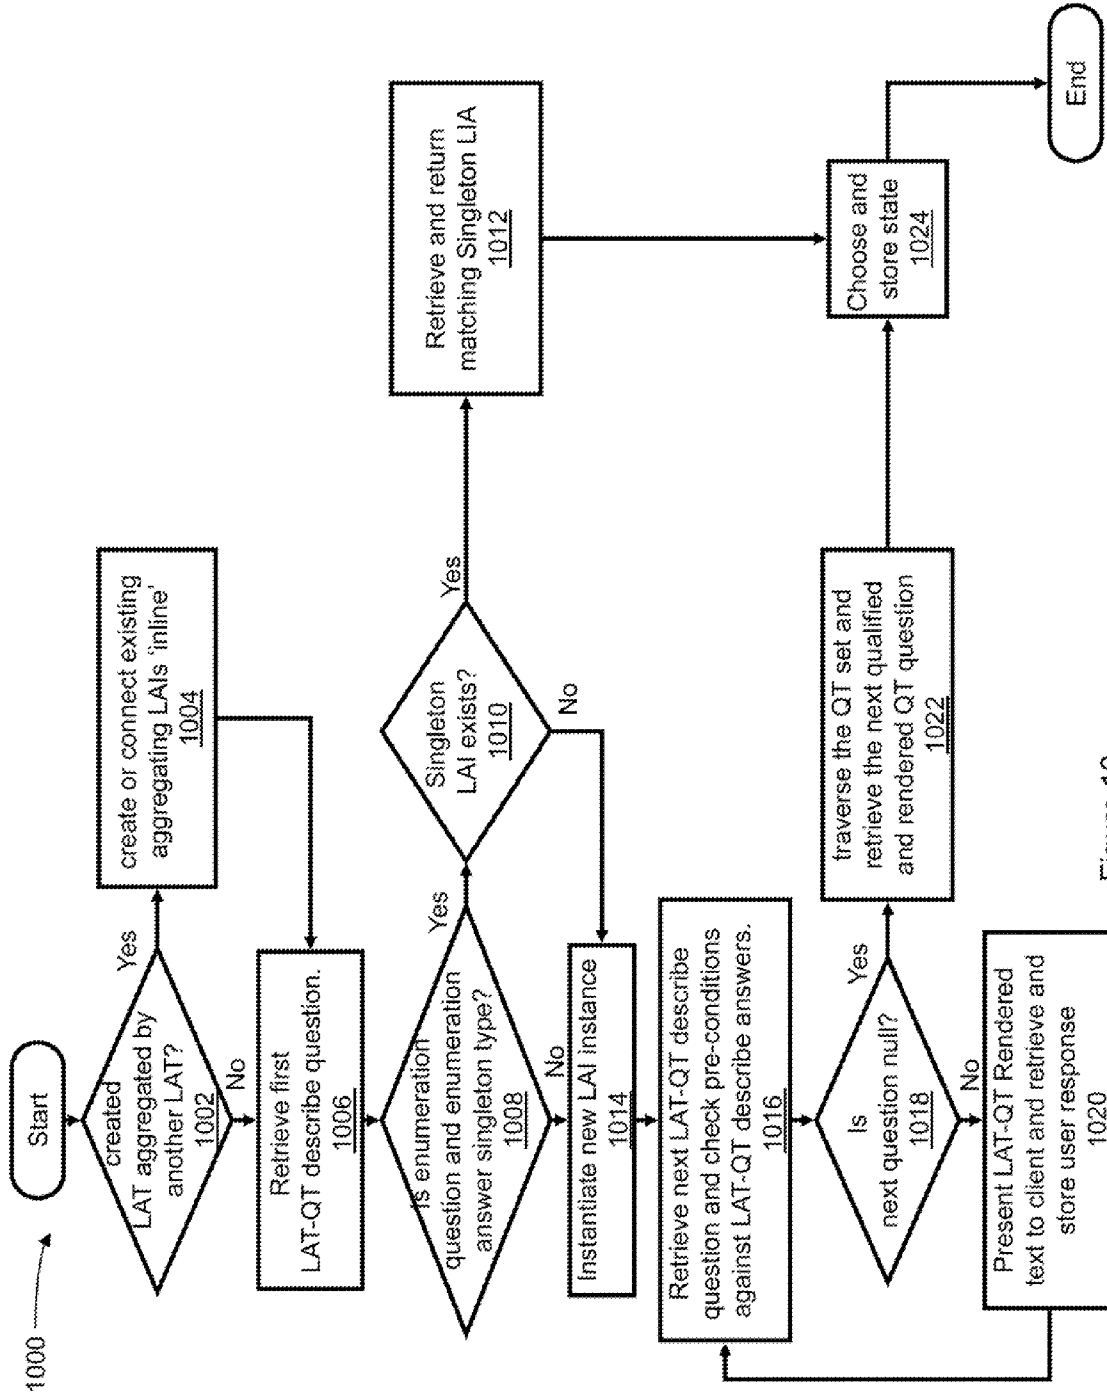 1000
Start
created
LAT aggregated by
another LAT?
1002
Yes
No
create or connect existing
aggregating LAIs 'inline'
1004
Retrieve first
LAT-QT describe question.
1006
Is enumeration
question and enumeration
answer singleton type?
1008
Yes
No
Singleton
LAI exists?
1010
Yes
No
Retrieve and return
matching Singleton LIA
1012
Instantiate new LAI instance
1014
Retrieve next LAT-QT describe
question and check pre-conditions
against LAT-QT describe answers.
1016
Is
next question null?
1018
Yes
No
traverse the QT set and
retrieve the next qualified
and rendered QT question
1022
Choose and
store state
1024
End
Present LAT-QT Rendered
text to client and retrieve and
store user response
1020